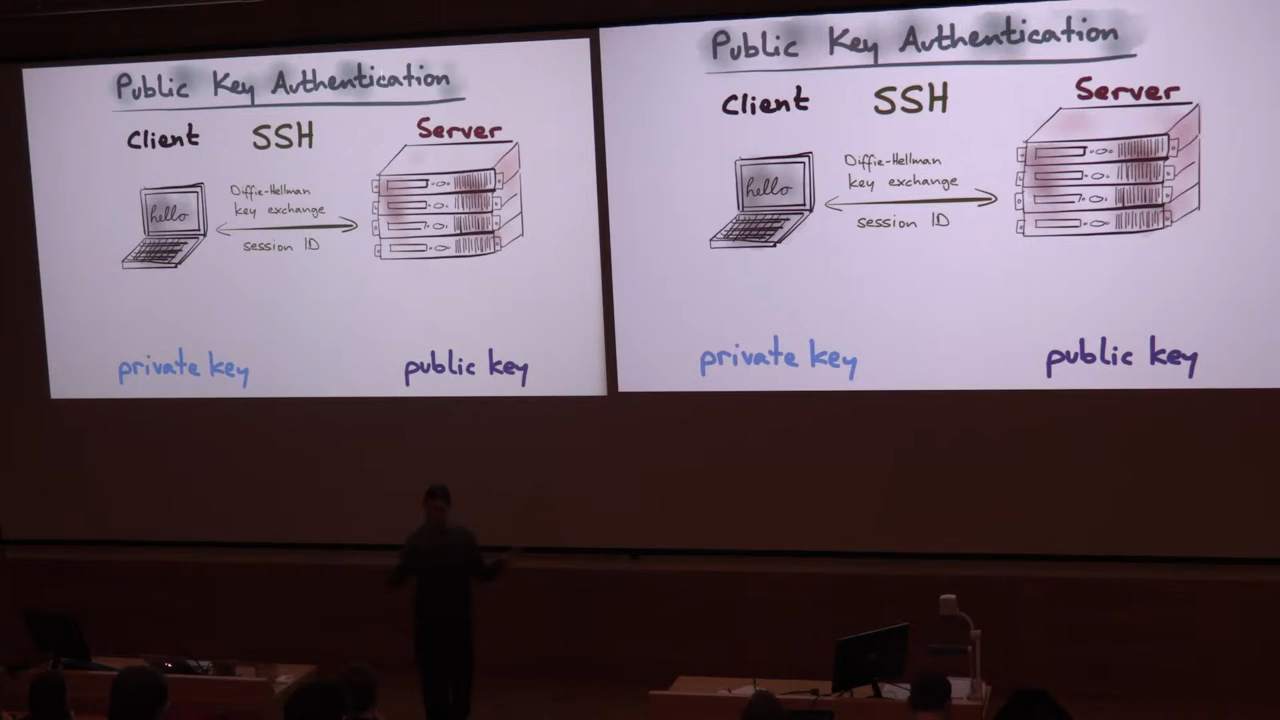 Public Key Authentication
Client SSH Server
hello
Diffie-Hellman
key exchange
session ID
private key public key
Public Key Authentication
Client SSH Server
hello
Diffie-Hellman
key exchange
session ID
private key public key